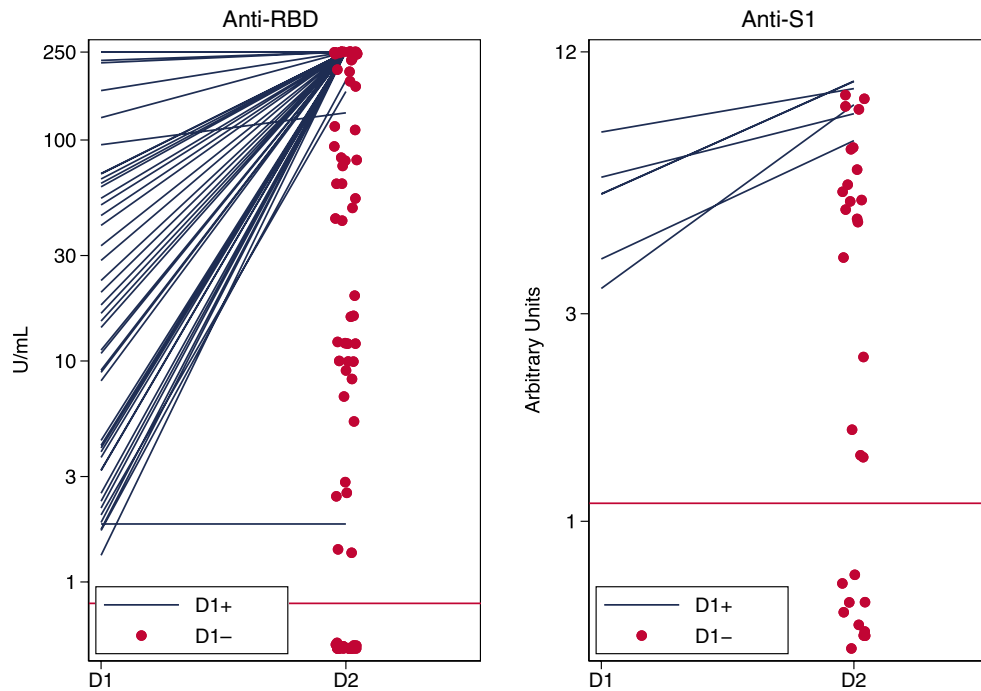 Anti-RBD
250
100
30
10
3
1
U/mL
D1+
D1–
D1
D2
Anti-S1
12
3
1
Arbitrary Units
D1+
D1–
D1
D2